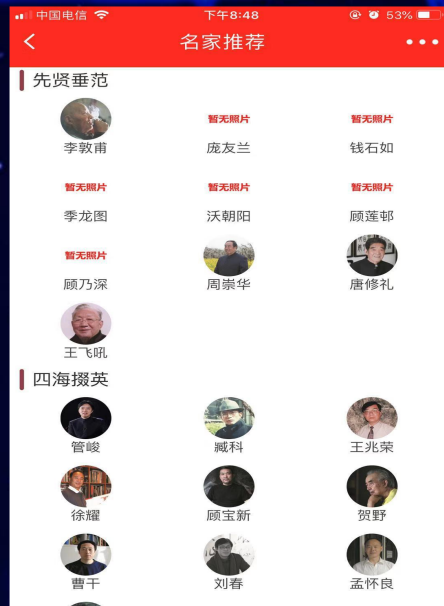 中国电信 下午8:48 53%
名家推荐
先贤垂范
暂无照片 暂无照片
李敦甫 庞友兰 钱石如
暂无照片 暂无照片 暂无照片
季龙图 沃朝阳 顾莲邨
暂无照片
顾乃深 周崇华 唐修礼
王飞吼
四海掇英
管峻 臧科 王兆荣
徐耀 顾宝新 贺野
曹干 刘春 孟怀良